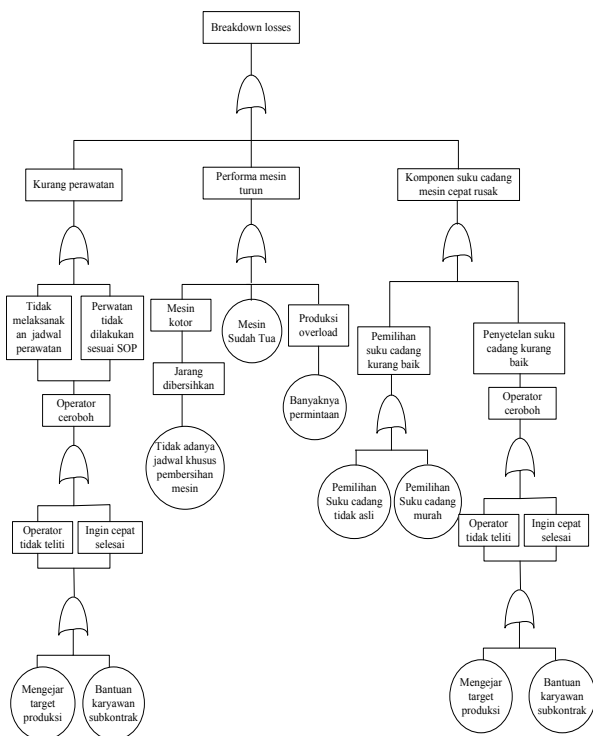 Breakdown losses
Kurang perawatan
Performa mesin
turun
Komponen suku cadang
mesin cepat rusak
Tidak
melaksanak
an jadwal
perawatan
Perwatan
tidak
dilakukan
sesuai SOP
Mesin
kotor
Mesin
Sudah Tua
Produksi
overload
Pemilihan
suku cadang
kurang baik
Penyetelan suku
cadang kurang
baik
Operator
ceroboh
Jarang
dibersihkan
Banyaknya
permintaan
Operator
ceroboh
Tidak adanya
jadwal khusus
pembersihan
mesin
Pemilihan
Suku cadang
tidak asli
Pemilihan
Suku cadang
murah
Operator
tidak teliti
Ingin cepat
selesai
Operator
tidak teliti
Ingin cepat
selesai
Mengejar
target
produksi
Bantuan
karyawan
subkontrak
Mengejar
target
produksi
Bantuan
karyawan
subkontrak